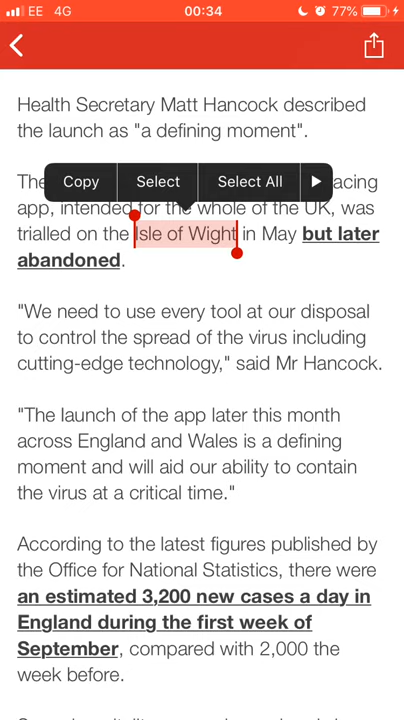 EE 4G 00:34 77%
Health Secretary Matt Hancock described
the launch as "a defining moment".
Copy Select Select All
The acing
app, intended for the whole of the UK, was
trialled on the Isle of Wight in May but later
abandoned.
"We need to use every tool at our disposal
to control the spread of the virus including
cutting-edge technology," said Mr Hancock.
"The launch of the app later this month
across England and Wales is a defining
moment and will aid our ability to contain
the virus at a critical time."
According to the latest figures published by
the Office for National Statistics, there were
an estimated 3,200 new cases a day in
England during the first week of
September, compared with 2,000 the
week before.